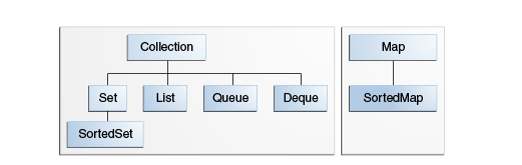 Collection
Map
Set
List
Queue
Deque
SortedMap
SortedSet